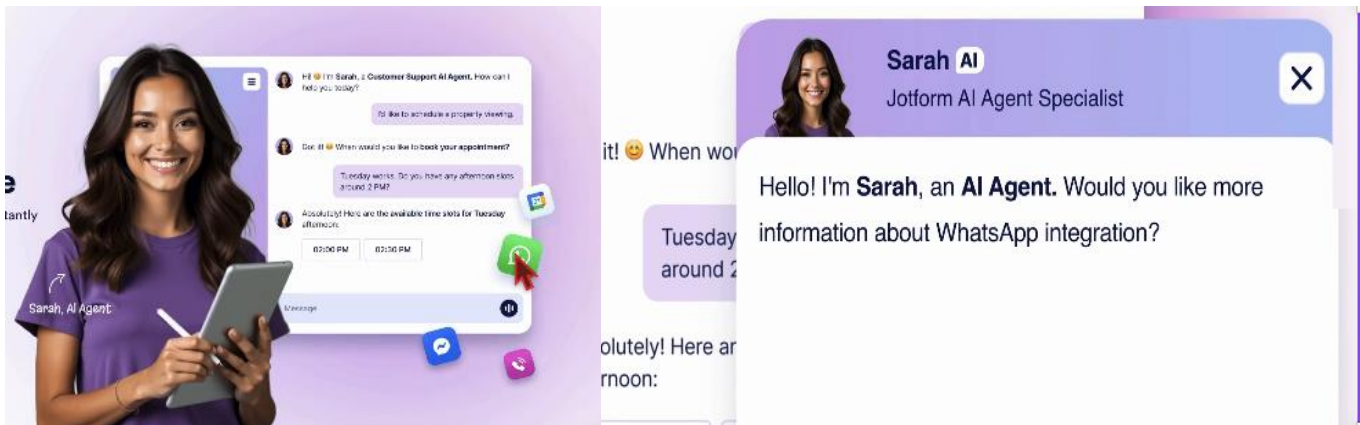 e
tantly
Sarah, AI Agent
Hi! 😊 I'm Sarah, a Customer Support AI Agent. How can I
help you today?
I'd like to schedule a property viewing.
Got it! 😊 When would you like to book your appointment?
Tuesday works. Do you have any afternoon slots
around 2 PM?
Absolutely! Here are the available time slots for Tuesday
afternoon:
02:00 PM 02:30 PM
Message
it! 😊 When wou
Tuesday
around 2
olutely! Here ar
rnoon:
Sarah AI
Jotform AI Agent Specialist
X
Hello! I'm Sarah, an AI Agent. Would you like more
information about WhatsApp integration?